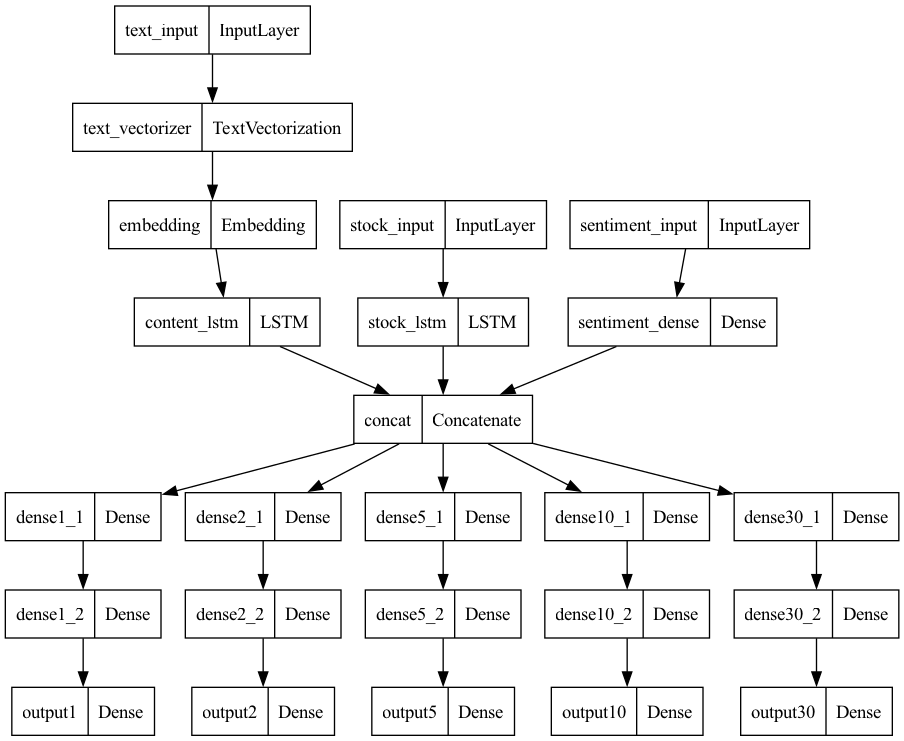 text_input InputLayer
text_vectorizer TextVectorization
embedding Embedding stock_input InputLayer sentiment_input InputLayer
content_lstm LSTM stock_lstm LSTM sentiment_dense Dense
concat Concatenate
dense1_1 Dense dense2_1 Dense dense5_1 Dense dense10_1 Dense dense30_1 Dense
dense1_2 Dense dense2_2 Dense dense5_2 Dense dense10_2 Dense dense30_2 Dense
output1 Dense output2 Dense output5 Dense output10 Dense output30 Dense